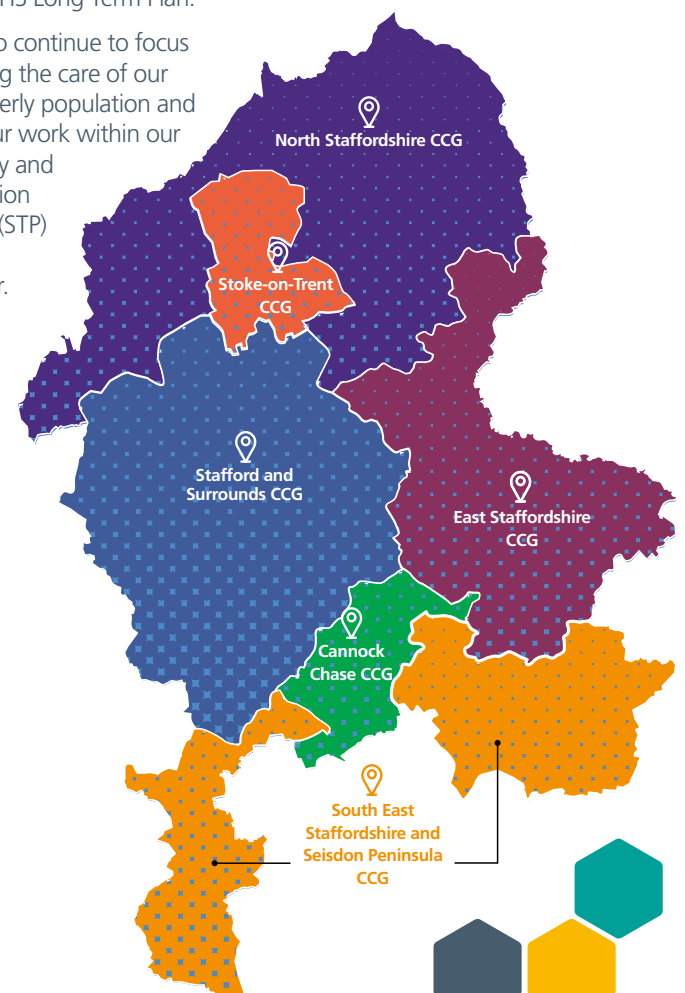 HS Long Term Plan.
o continue to focus
g the care of our
erly population and
ur work within our
y and
ion
(STP)
r.
North Staffordshire CCG
Stoke-on-Trent
CCG
Stafford and
Surrounds CCG
East Staffordshire
CCG
Cannock
Chase CCG
South East
Staffordshire and
Seisdon Peninsula
CCG